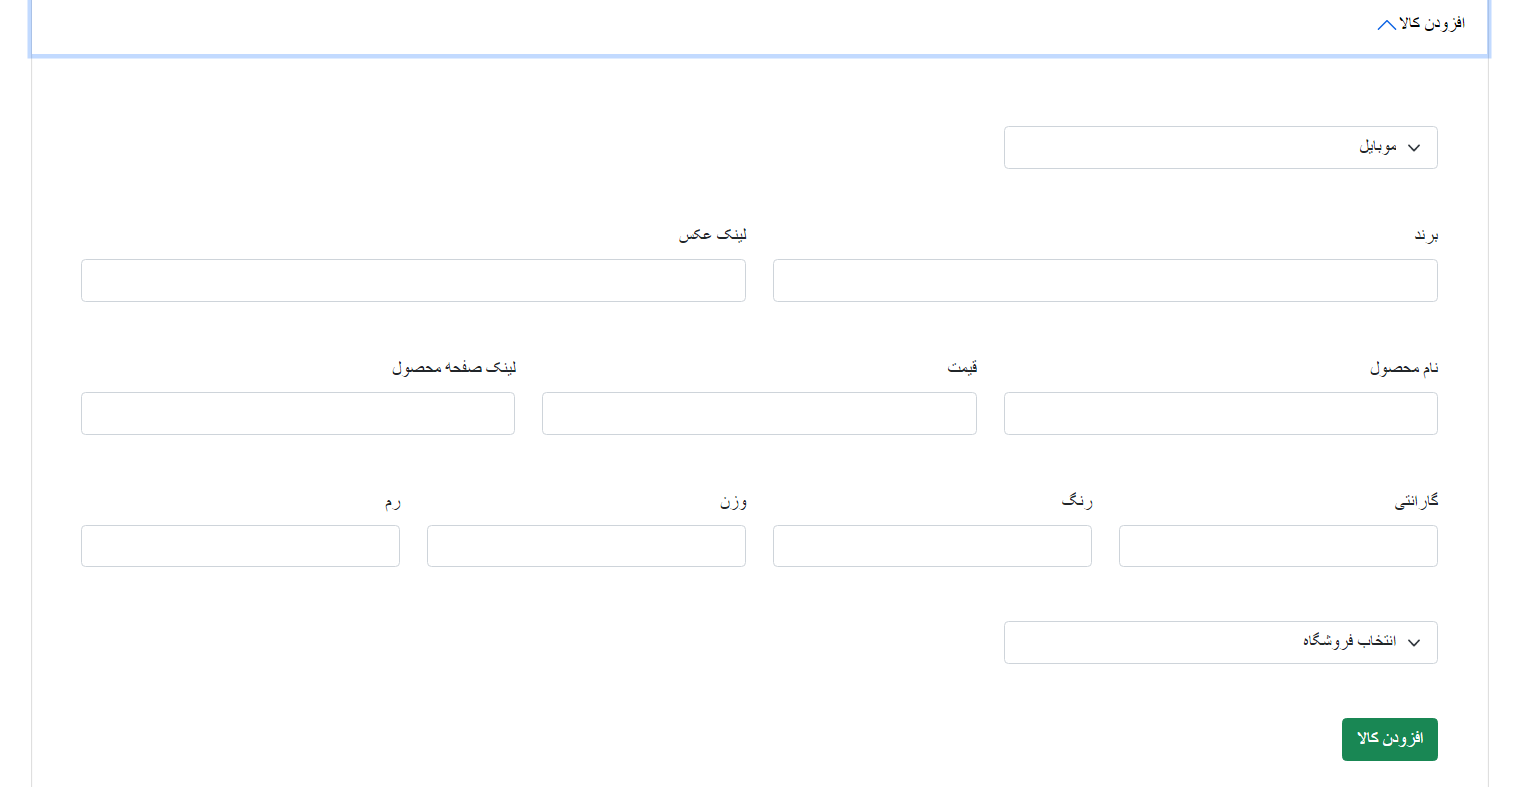 افزودن کالا
موبایل
برند لینک عکس
نام محصول قیمت لینک صفحه محصول
گارانتی رنگ وزن رم
انتخاب فروشگاه
افزودن کالا